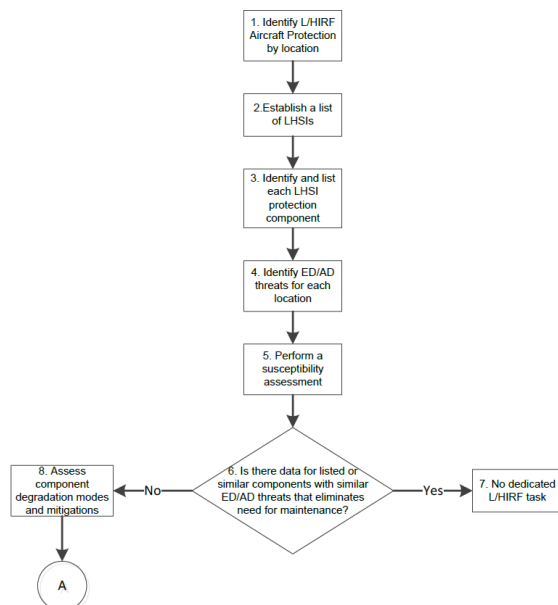 1. Identify L/HIRF
Aircraft Protection
by location
2.Establish a list
of LHSIs
3. Identify and list
each LHSI
protection
component
4. Identify ED/AD
threats for each
location
5. Perform a
susceptibility
assessment
6. Is there data for listed or
similar components with similar
ED/AD threats that eliminates
need for maintenance?
No
8. Assess
component
degradation modes
and mitigations
Yes
7. No dedicated
L/HIRF task
A